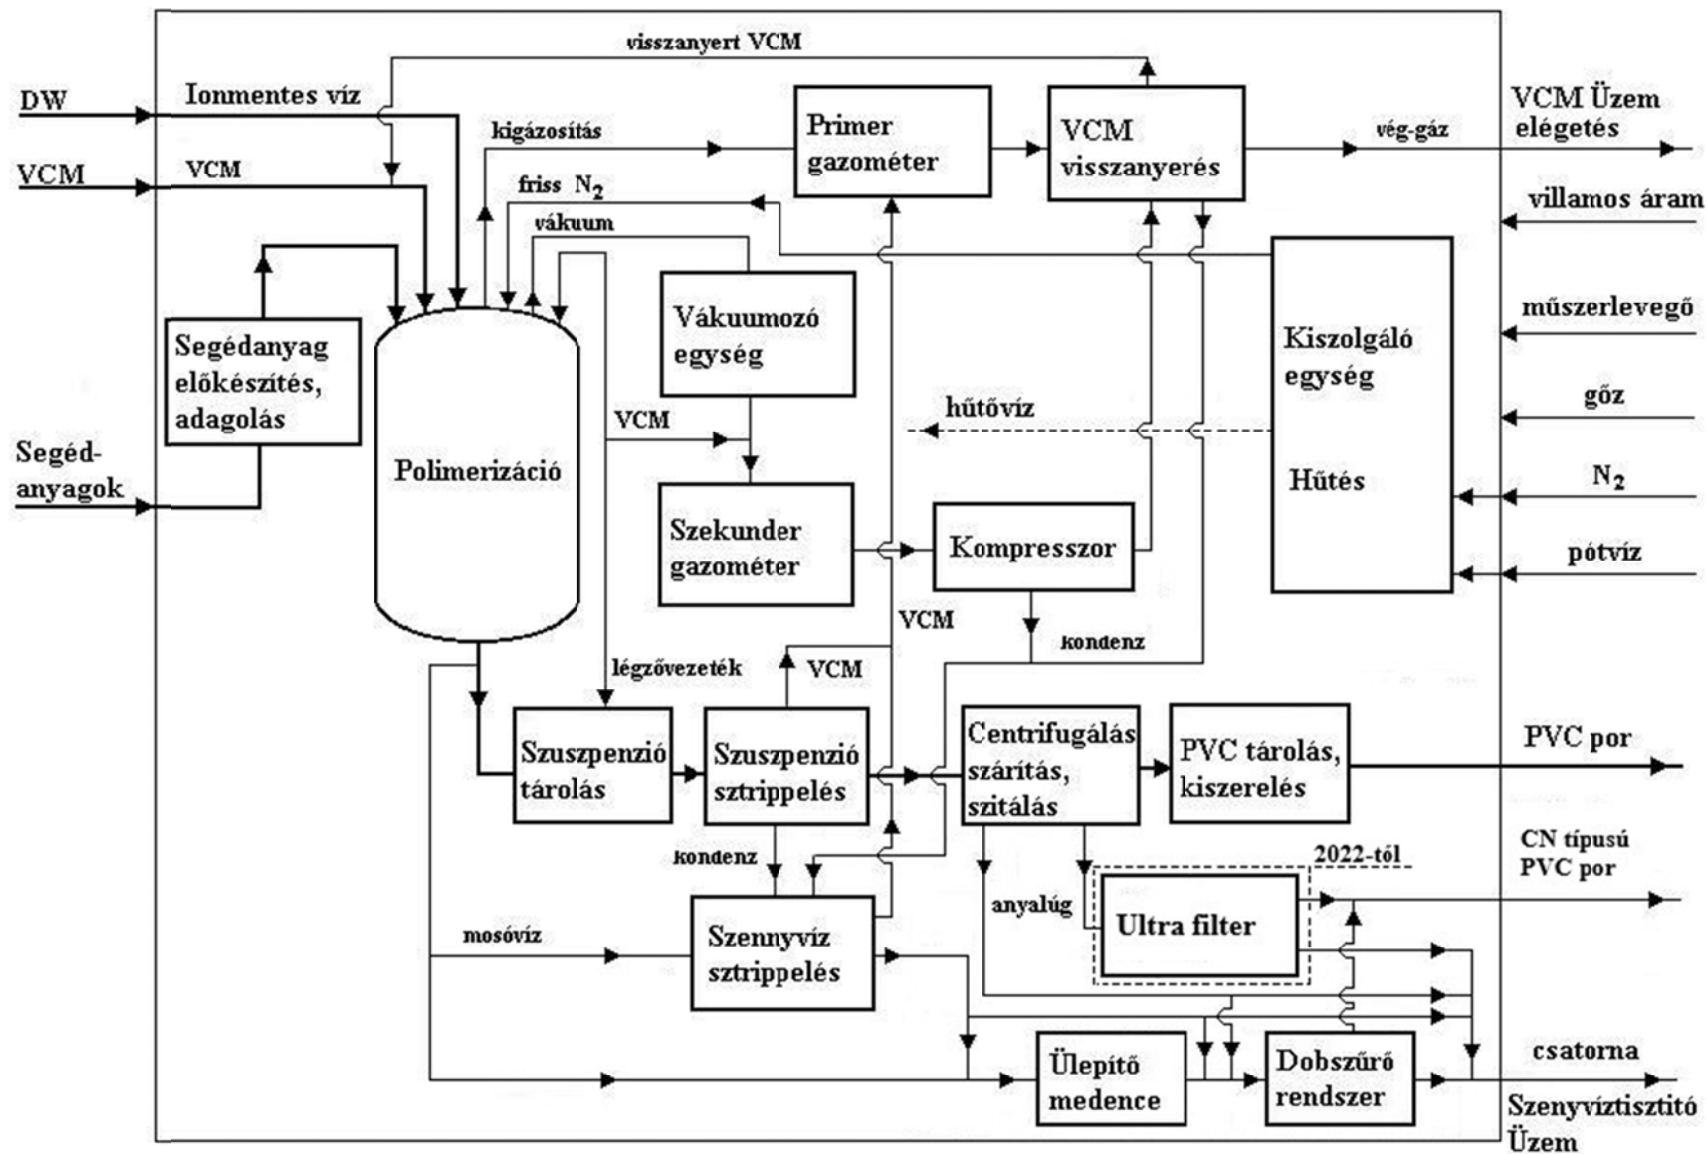 visszanyert VCM
DW
Ionmentes víz
VCM Üzem
elégetés
kigázosítás
Primer
gazométer
VCM
visszanyerés
vég-gáz
VCM
VCM
friss N2
villamos áram
vákuum
Vákuumozó
egység
műszerlevegő
Segédanyag
előkészítés,
adagolás
Kiszolgáló
egység
gőz
hűtővíz
VCM
Segéd-
anyagok
Polimerizáció
Hűtés
N2
Szekunder
gazométer
Kompresszor
pótvíz
VCM
kondenz
légzővezeték
VCM
Szuszpenzió
tárolás
Szuszpenzió
sztrippelés
Centrifugálás
szárítás,
szitálás
PVC tárolás,
kiszerelés
PVC por
kondenz
2022-től
CN típusú
PVC por
anyalúg
Ultra filter
mosóvíz
Szennyvíz
sztrippelés
Ülepítő
medence
Dobszűrő
rendszer
csatorna
Szenyvíztisztitó
Üzem